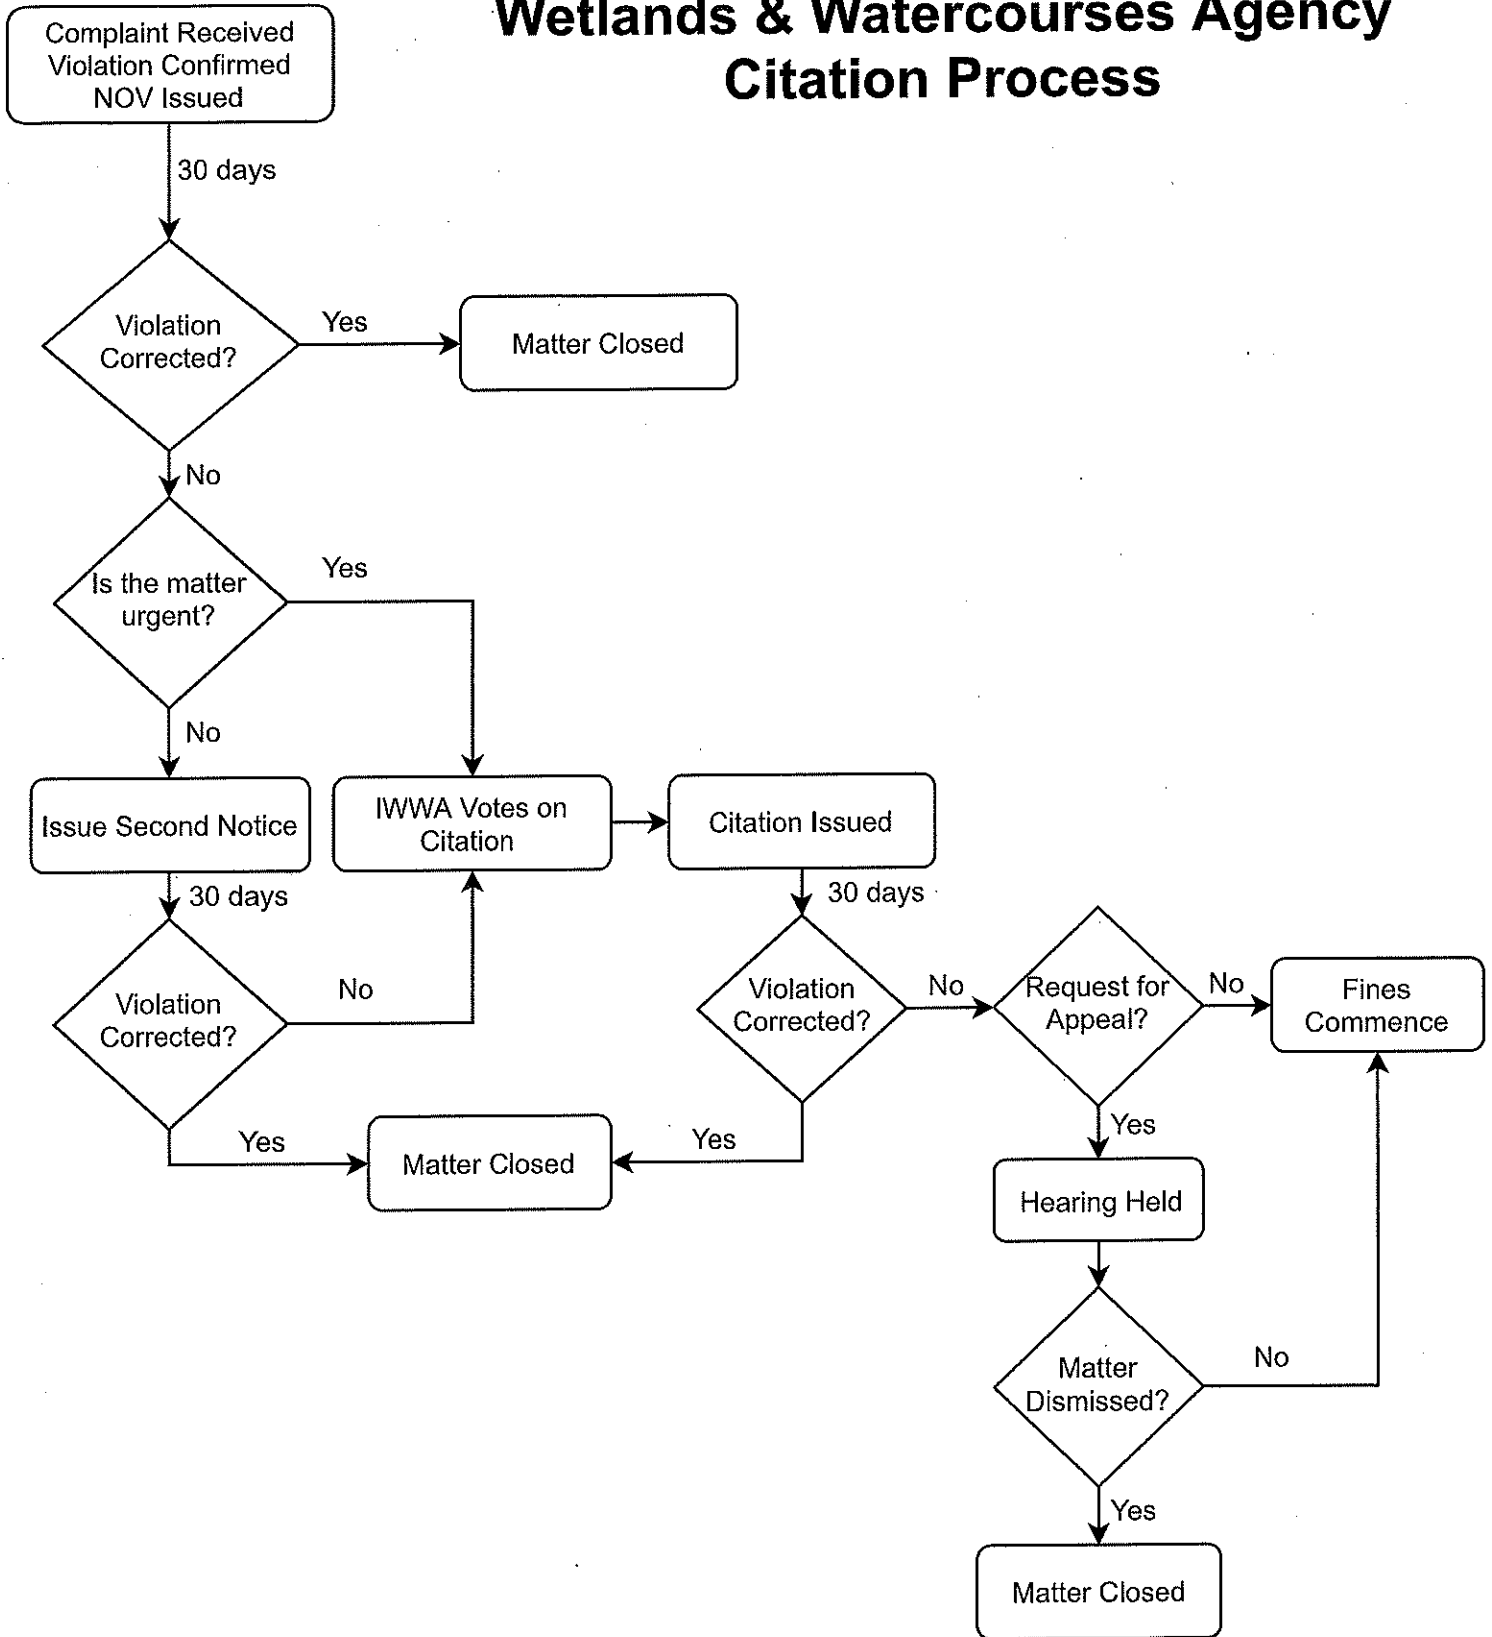 Wetlands & Watercourses Agency
Citation Process
Complaint Received
Violation Confirmed
NOV Issued
30 days
Violation
Corrected?
Yes
Matter Closed
No
Is the matter
urgent?
Yes
No
Issue Second Notice
IWWA Votes on
Citation
Citation Issued
30 days
30 days
Violation
Corrected?
No
Violation
Corrected?
No
Request for
Appeal?
No
Fines
Commence
Yes
Matter Closed
Yes
Yes
Hearing Held
Matter
Dismissed?
No
Yes
Matter Closed